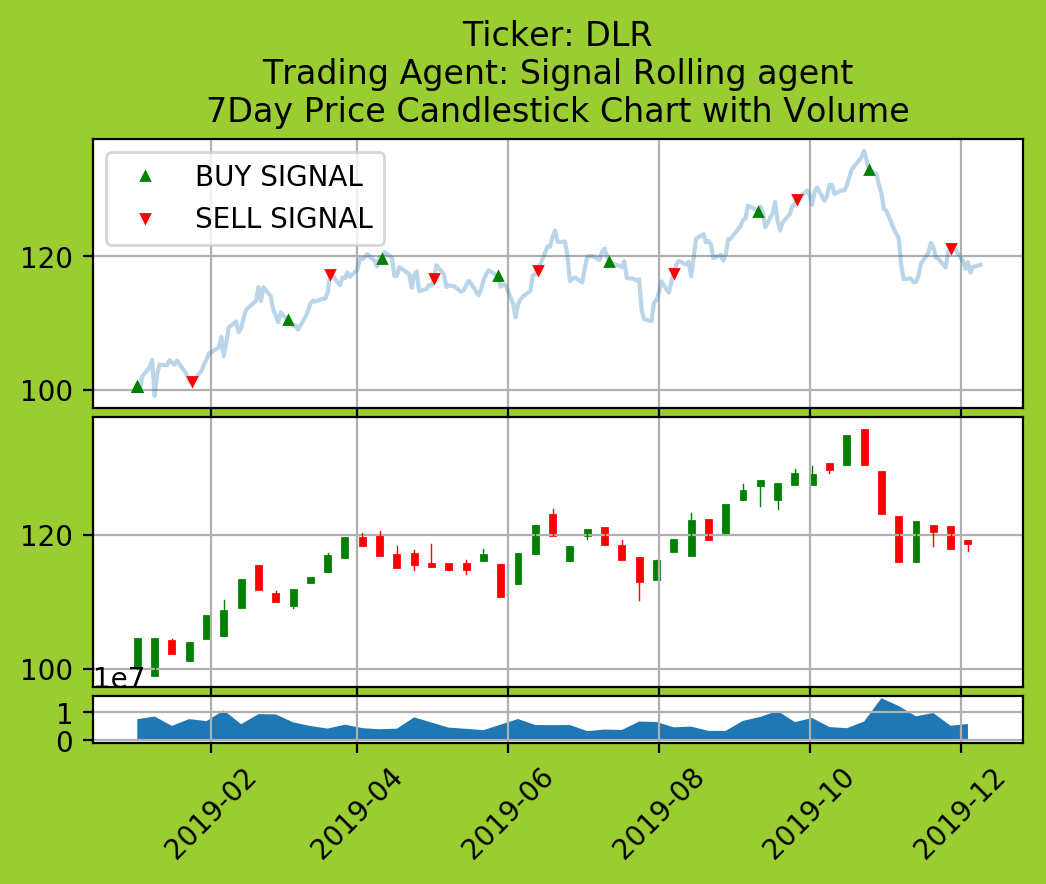 Ticker: DLR
Trading Agent: Signal Rolling agent
7Day Price Candlestick Chart with Volume
BUY SIGNAL
SELL SIGNAL
120
100
120
100
1e7
1
0
2019-02
2019-04
2019-06
2019-08
2019-10
2019-12